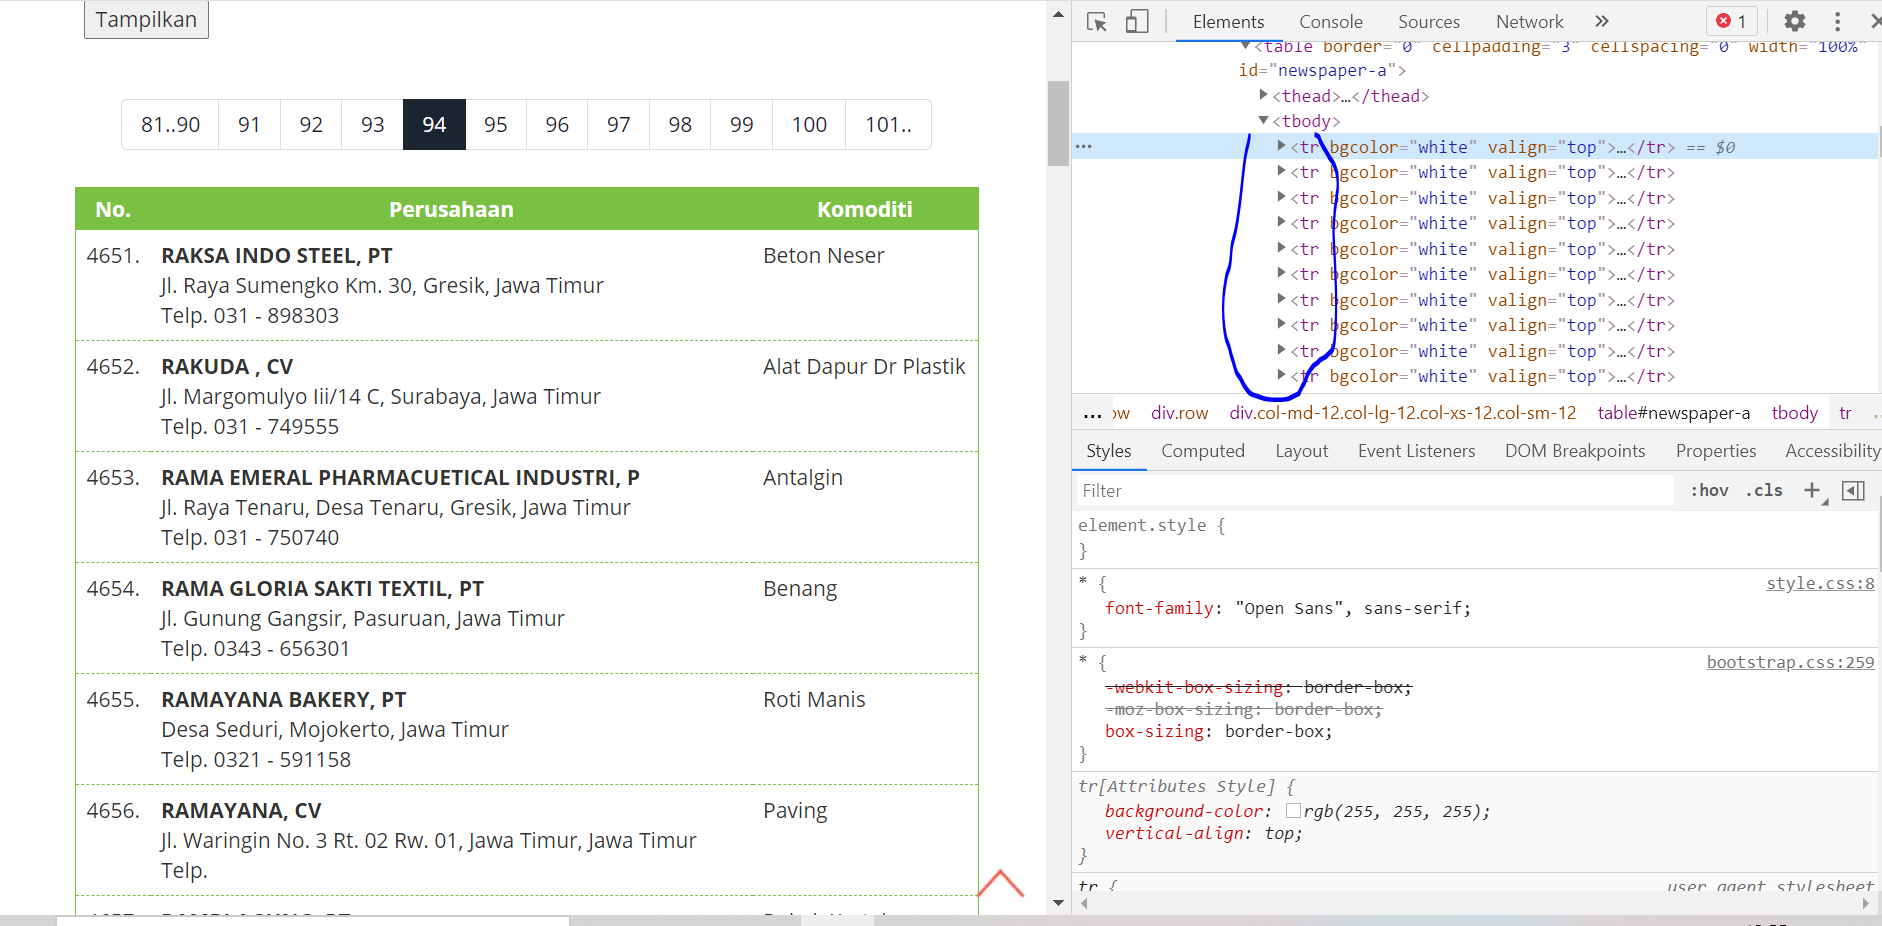 Tampilkan
81..90 91 92 93 94 95 96 97 98 99 100 101..
No. Perusahaan Komoditi
4651. RAKSA INDO STEEL, PT Beton Neser
Jl. Raya Sumengko Km. 30, Gresik, Jawa Timur
Telp. 031 - 898303
4652. RAKUDA , CV Alat Dapur Dr Plastik
Jl. Margomulyo Iii/14 C, Surabaya, Jawa Timur
Telp. 031 - 749555
4653. RAMA EMERAL PHARMACUETICAL INDUSTRI, P Antalgin
Jl. Raya Tenaru, Desa Tenaru, Gresik, Jawa Timur
Telp. 031 - 750740
4654. RAMA GLORIA SAKTI TEXTIL, PT Benang
Jl. Gunung Gangsir, Pasuruan, Jawa Timur
Telp. 0343 - 656301
4655. RAMAYANA BAKERY, PT Roti Manis
Desa Seduri, Mojokerto, Jawa Timur
Telp. 0321 - 591158
4656. RAMAYANA, CV Paving
Jl. Waringin No. 3 Rt. 02 Rw. 01, Jawa Timur, Jawa Timur
Telp.
Elements Console Sources Network » 1
<table border="0" cellpadding="3" cellspacing="0" width="100%"
id="newspaper-a">
<thead>…</thead>
<tbody>
... <tr bgcolor="white" valign="top">…</tr> == $0
<tr bgcolor="white" valign="top">…</tr>
<tr bgcolor="white" valign="top">…</tr>
<tr bgcolor="white" valign="top">…</tr>
<tr bgcolor="white" valign="top">…</tr>
<tr bgcolor="white" valign="top">…</tr>
<tr bgcolor="white" valign="top">…</tr>
<tr bgcolor="white" valign="top">…</tr>
<tr bgcolor="white" valign="top">…</tr>
<tr bgcolor="white" valign="top">…</tr>
... ow div.row div.col-md-12.col-lg-12.col-xs-12.col-sm-12 table#newspaper-a tbody tr ..
Styles Computed Layout Event Listeners DOM Breakpoints Properties Accessibility
Filter :hov .cls +
element.style {
}
* { style.css:8
font-family: "Open Sans", sans-serif;
}
* { bootstrap.css:259
-webkit-box-sizing: border-box;
-moz-box-sizing: border-box;
box-sizing: border-box;
}
tr[Attributes Style] {
background-color: rgb(255, 255, 255);
vertical-align: top;
}
tr { user agent stylesheet